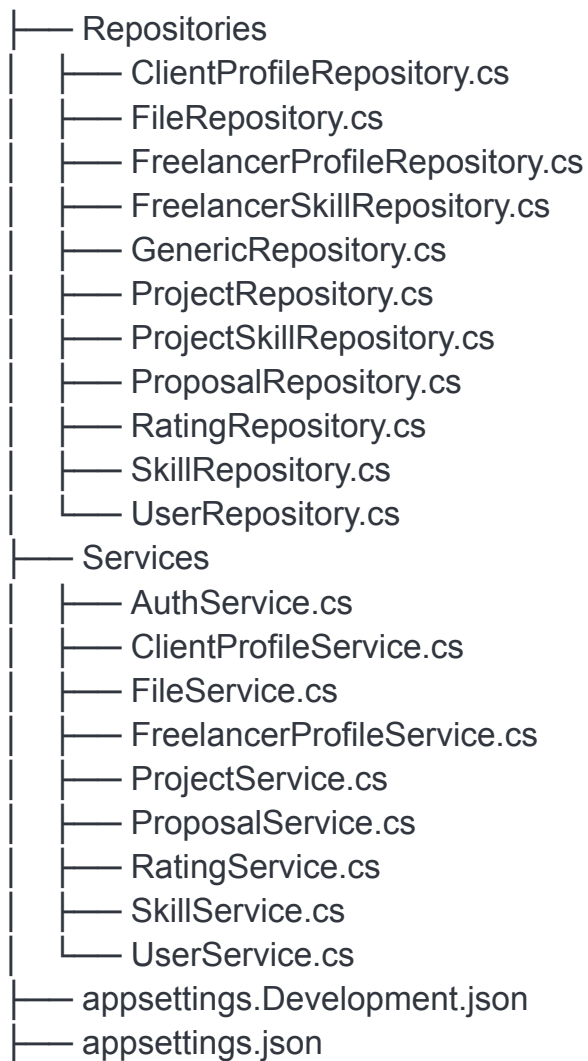 ├── Repositories
│   ├── ClientProfileRepository.cs
│   ├── FileRepository.cs
│   ├── FreelancerProfileRepository.cs
│   ├── FreelancerSkillRepository.cs
│   ├── GenericRepository.cs
│   ├── ProjectRepository.cs
│   ├── ProjectSkillRepository.cs
│   ├── ProposalRepository.cs
│   ├── RatingRepository.cs
│   ├── SkillRepository.cs
│   └── UserRepository.cs
├── Services
│   ├── AuthService.cs
│   ├── ClientProfileService.cs
│   ├── FileService.cs
│   ├── FreelancerProfileService.cs
│   ├── ProjectService.cs
│   ├── ProposalService.cs
│   ├── RatingService.cs
│   ├── SkillService.cs
│   └── UserService.cs
├── appsettings.Development.json
├── appsettings.json